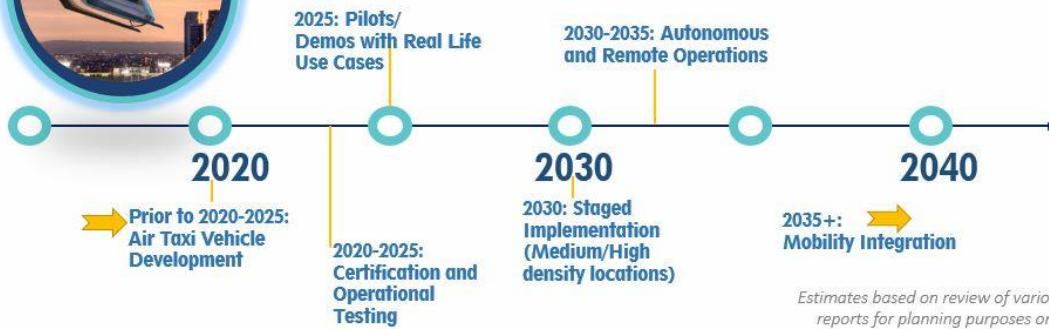 2025: Pilots/
Demos with Real Life
Use Cases
2030-2035: Autonomous
and Remote Operations
2020
2030
2040
Prior to 2020-2025:
Air Taxi Vehicle
Development
2020-2025:
Certification and
Operational
Testing
2030: Staged
Implementation
(Medium/High
density locations)
2035+:
Mobility Integration
Estimates based on review of
reports for planning purposes